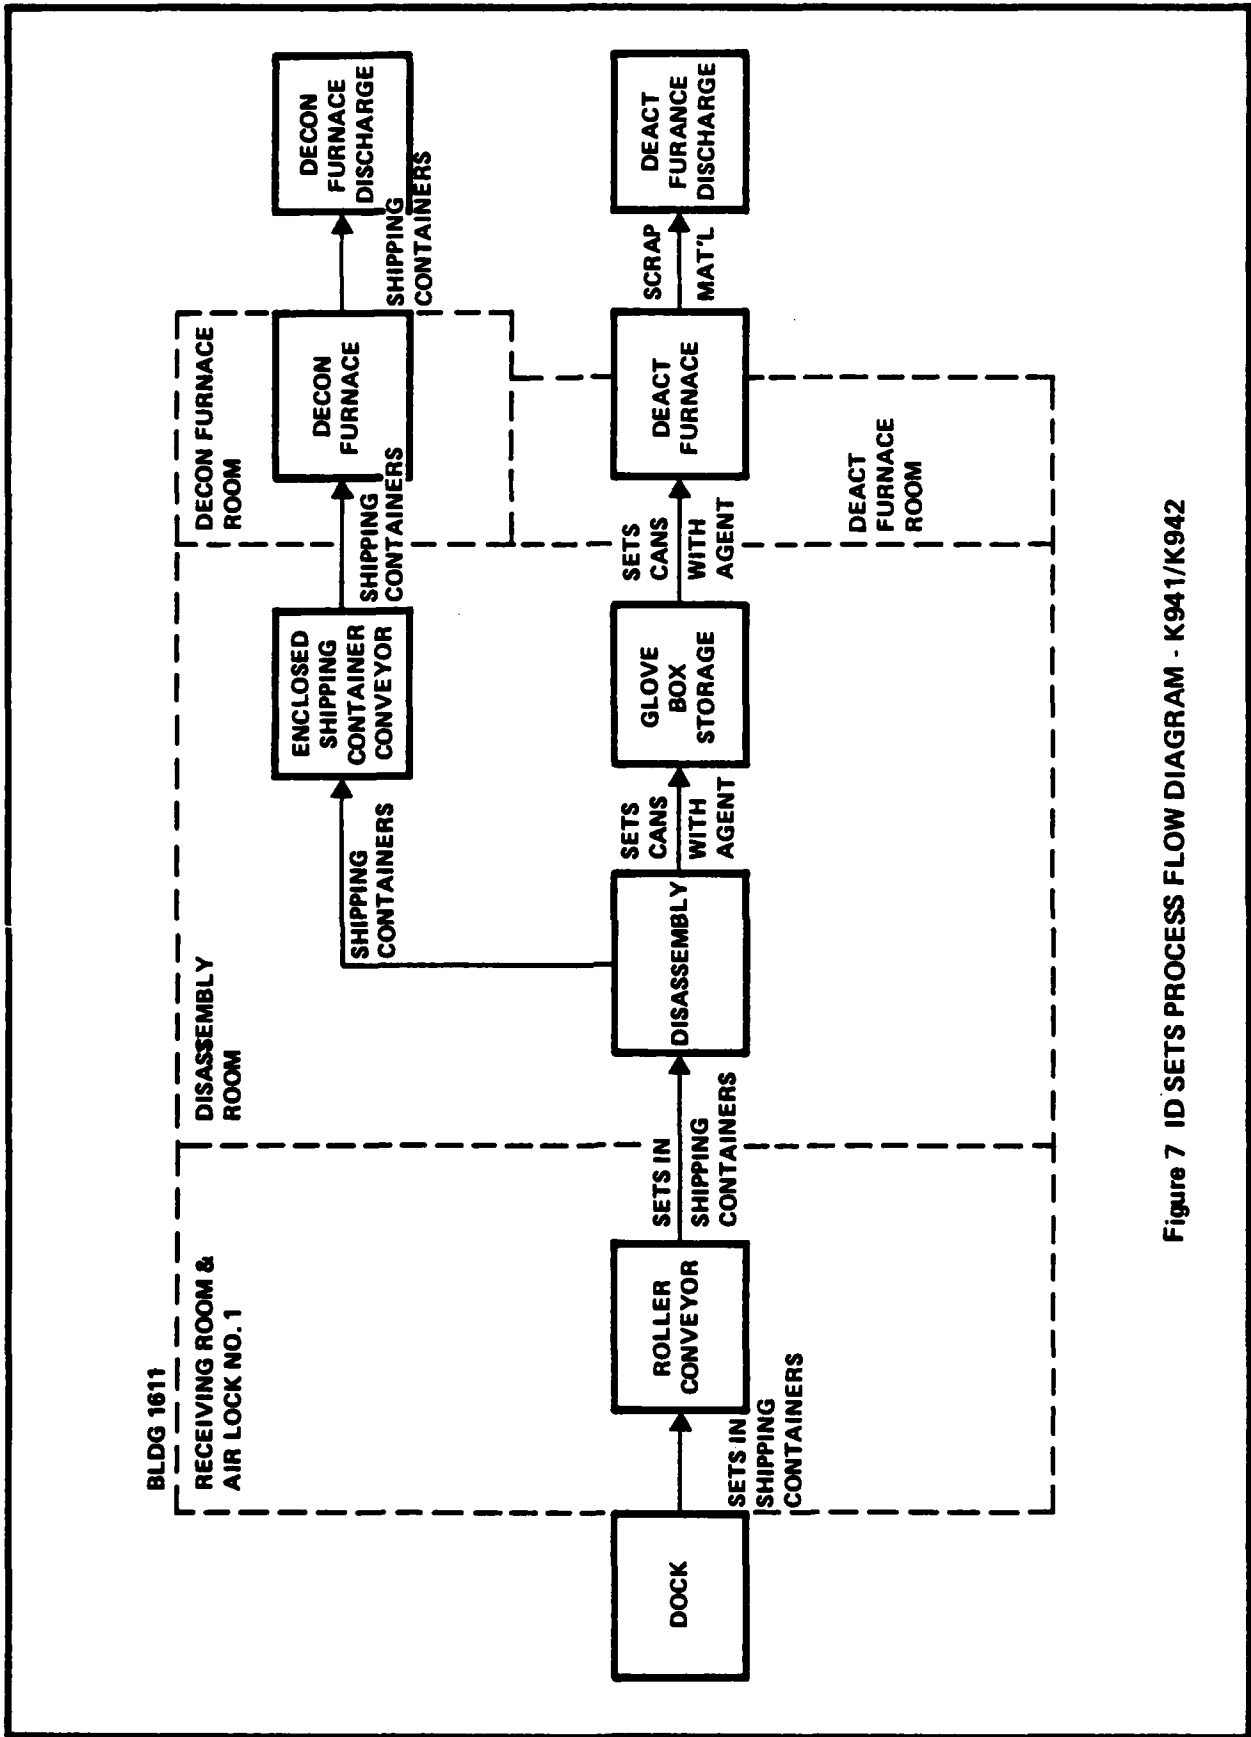 BLDG 1611
RECEIVING ROOM &
AIR LOCK NO. 1
DISASSEMBLY
ROOM
DECON FURNACE
ROOM
DOCK
SETS IN
SHIPPING
CONTAINERS
ROLLER
CONVEYOR
SETS IN
SHIPPING
CONTAINERS
DISASSEMBLY
SHIPPING
CONTAINERS
ENCLOSED
SHIPPING
CONTAINER
CONVEYOR
SHIPPING
CONTAINERS
DECON
FURNACE
SHIPPING
CONTAINERS
DECON
FURNACE
DISCHARGE
SETS
CANS
WITH
AGENT
GLOVE
BOX
STORAGE
SETS
CANS
WITH
AGENT
DEACT
FURNACE
SCRAP
MAT'L
DEACT
FURANCE
DISCHARGE
DEACT
FURNACE
ROOM
Figure 7 ID SETS PROCESS FLOW DIAGRAM - K941/K942